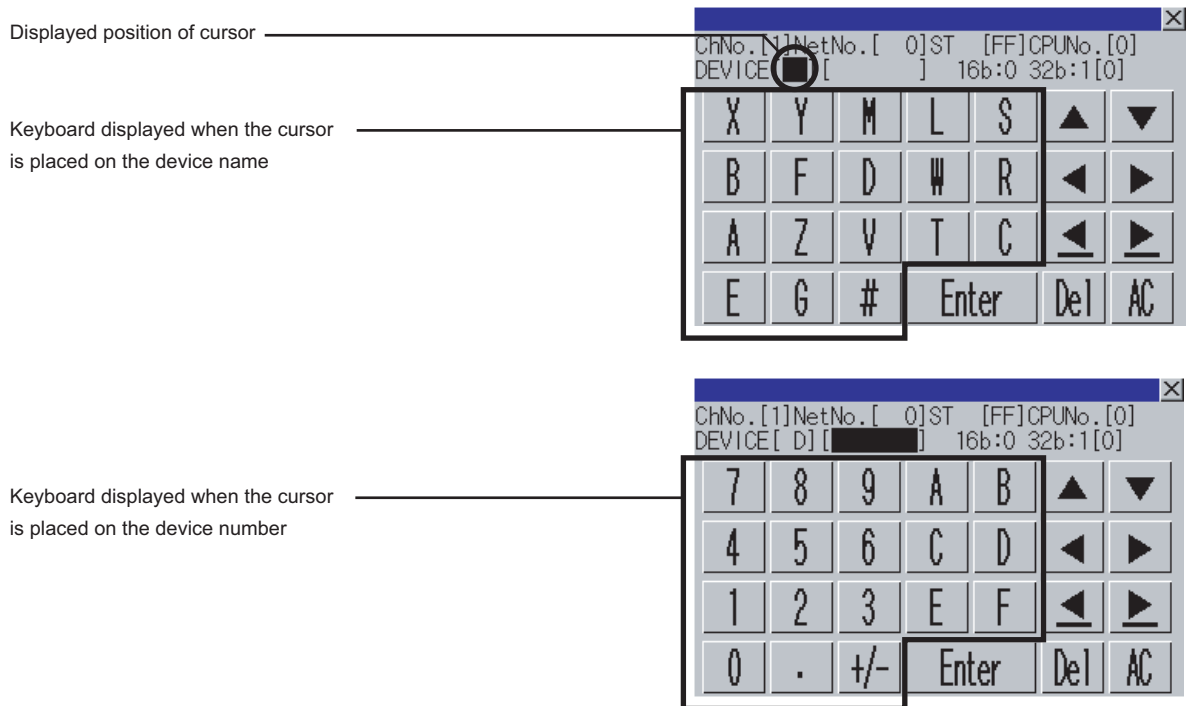 Displayed position of cursor
ChNo.[1]NetNo.[ 0]ST [FF]CPUNo.[0]
DEVICE [ ] 16b:0 32b:1[0]
Keyboard displayed when the cursor
is placed on the device name
X Y M L S ▲ ▼
B F D W R ◀ ▶
A Z V T C ◀ ▶
E G # Enter Del AC
ChNo.[1]NetNo.[ 0]ST [FF]CPUNo.[0]
DEVICE[ D][ ] 16b:0 32b:1[0]
Keyboard displayed when the cursor
is placed on the device number
7 8 9 A B ▲ ▼
4 5 6 C D ◀ ▶
1 2 3 E F ◀ ▶
0 . +/- Enter Del AC